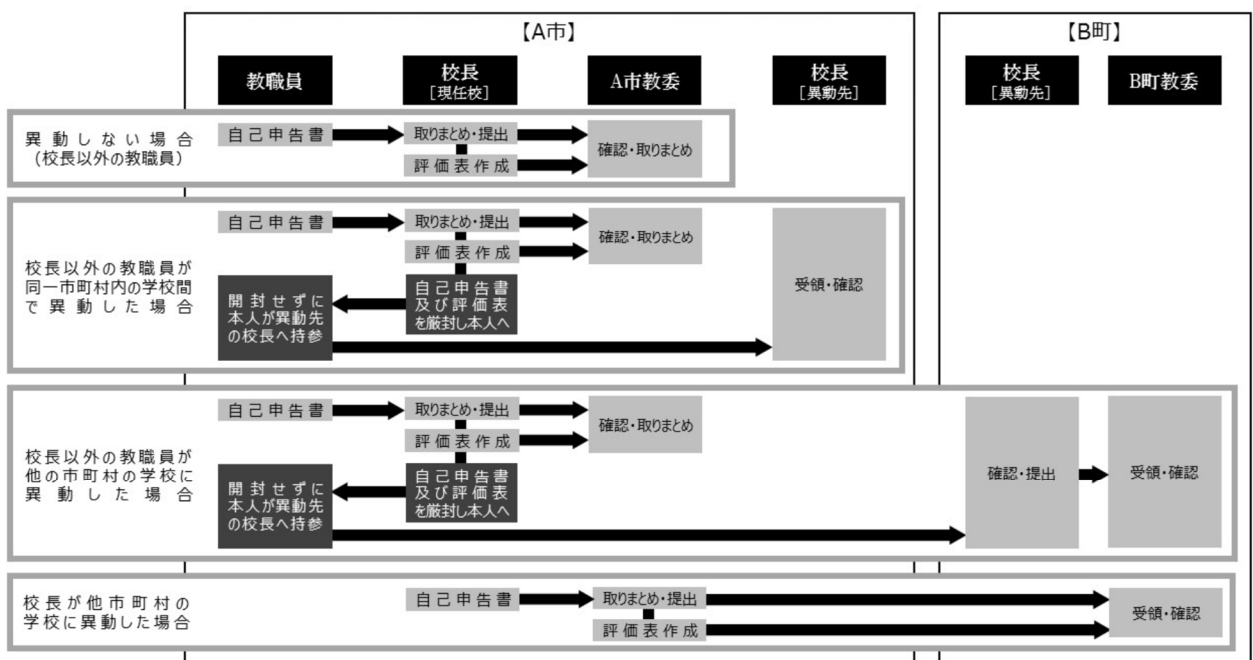 【A市】
【B町】
教職員
校長
[現任校]
A市教委
校長
[異動先]
校長
[異動先]
B町教委
異動しない場合
(校長以外の教職員)
自己申告書
取りまとめ・提出
評価表作成
確認・取りまとめ
校長以外の教職員が
同一市町村内の学校間
で異動した場合
自己申告書
取りまとめ・提出
評価表作成
確認・取りまとめ
自己申告書
及び評価表
を厳封し本人へ
開封せずに
本人が異動先
の校長へ持参
受領・確認
校長以外の教職員が
他の市町村の学校に
異動した場合
自己申告書
取りまとめ・提出
評価表作成
確認・取りまとめ
自己申告書
及び評価表
を厳封し本人へ
開封せずに
本人が異動先
の校長へ持参
確認・提出
受領・確認
校長が他市町村の
学校に異動した場合
自己申告書
取りまとめ・提出
評価表作成
受領・確認